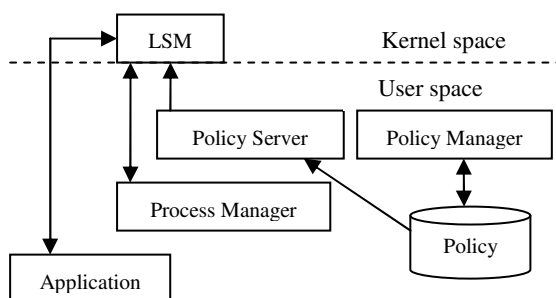 LSM
Kernel space
User space
Policy Server
Policy Manager
Process Manager
Policy
Application